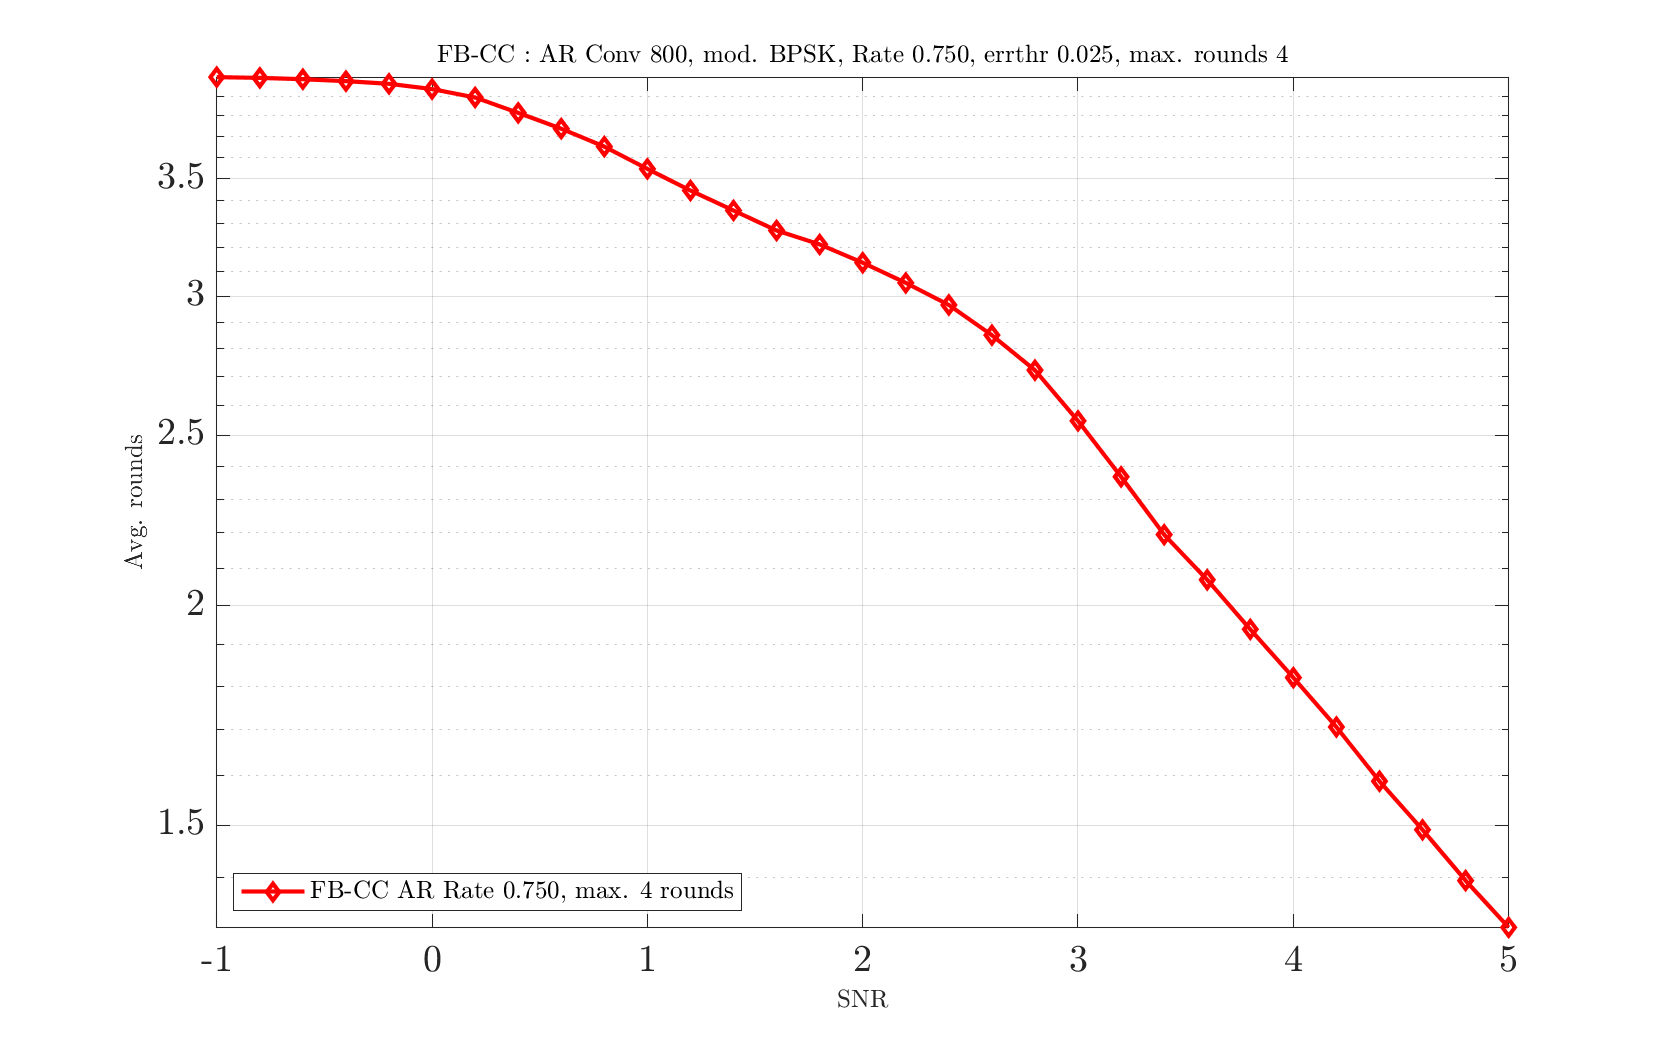 FB-CC : AR Conv 800, mod. BPSK, Rate 0.750, errthr 0.025, max. rounds 4
3.5
3
2.5
2
1.5
Avg. rounds
FB-CC AR Rate 0.750, max. 4 rounds
-1 0 1 2 3 4 5
SNR